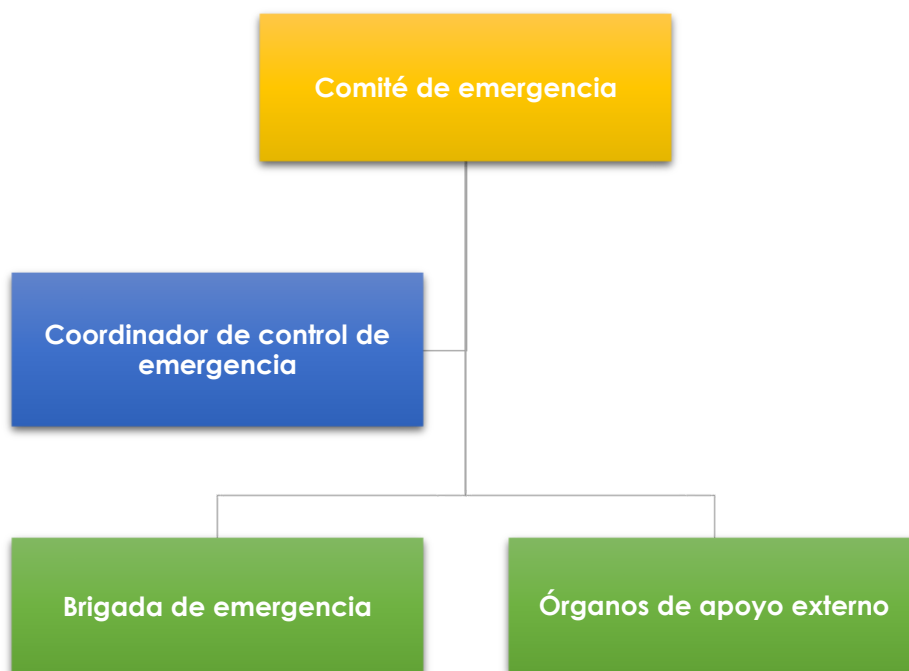 Comité de emergencia
Coordinador de control de
emergencia
Brigada de emergencia
Órganos de apoyo externo